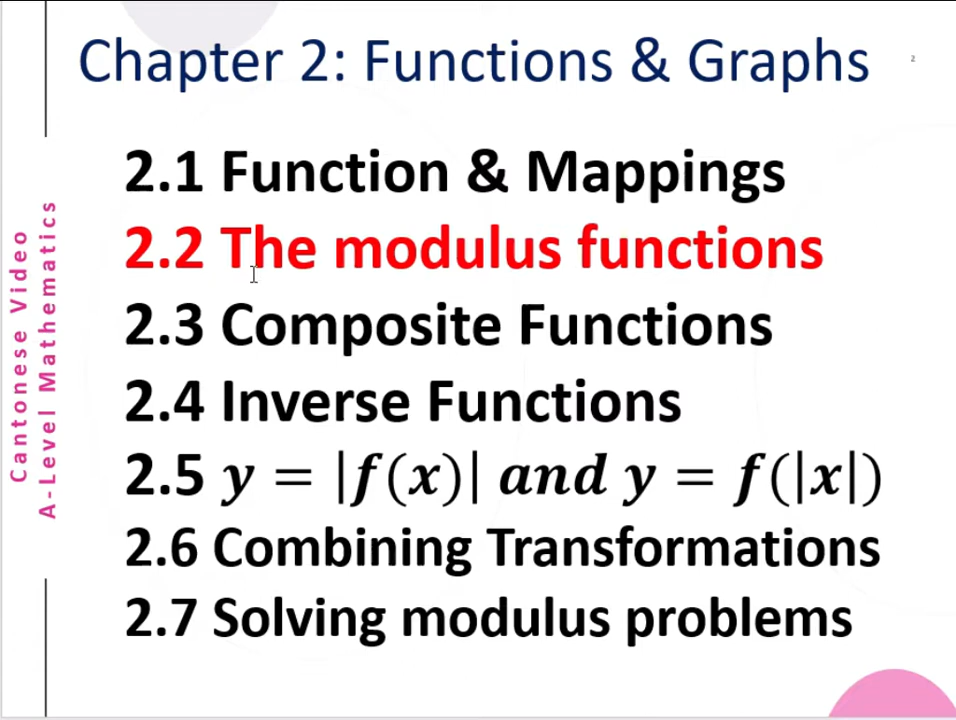 Chapter 2: Functions & Graphs
2
2.1 Function & Mappings
2.2 The modulus functions
2.3 Composite Functions
2.4 Inverse Functions
2.5 y = |f(x)| and y = f(|x|)
2.6 Combining Transformations
2.7 Solving modulus problems
Cantonese Video
A-Level Mathematics